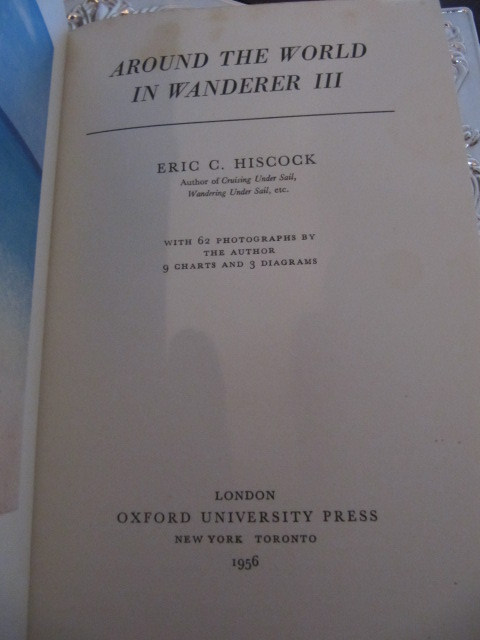 AROUND THE WORLD
IN WANDERER III
ERIC C. HISCOCK
Author of Cruising Under Sail,
Wandering Under Sail, etc.
WITH 62 PHOTOGRAPHS BY
THE AUTHOR
9 CHARTS AND 3 DIAGRAMS
LONDON
OXFORD UNIVERSITY PRESS
NEW YORK TORONTO
1956